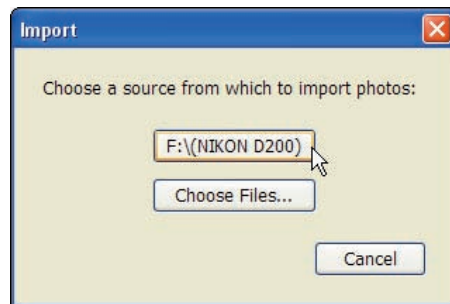 Import
Choose a source from which to import photos:
F:\(NIKON D200)
Choose Files...
Cancel